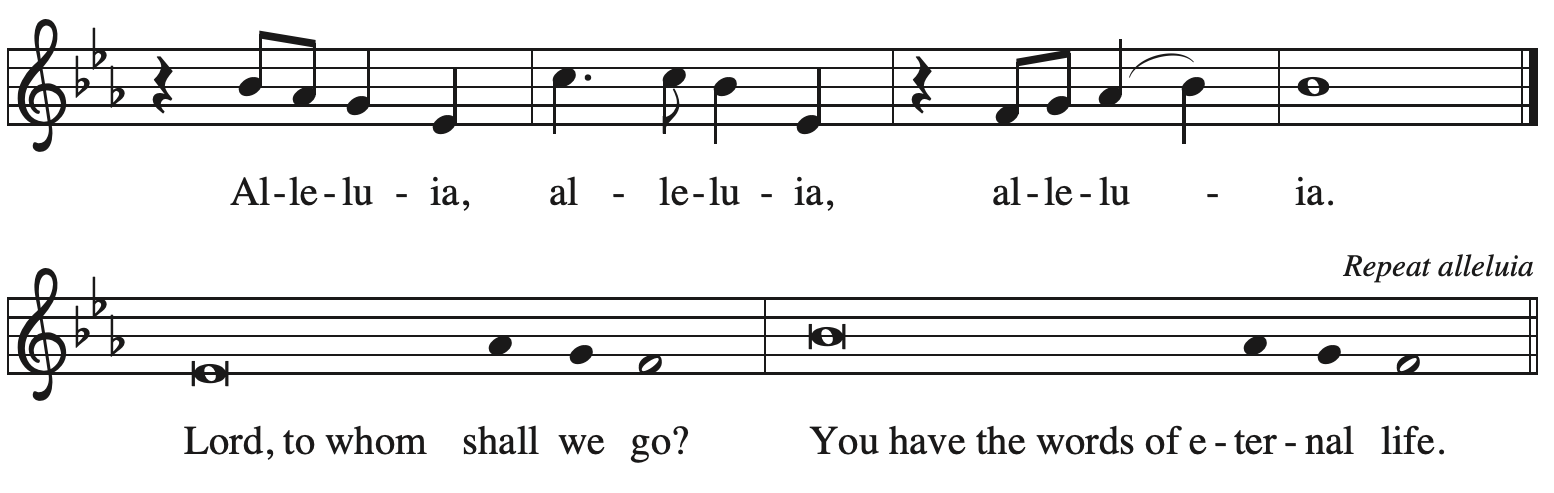 Al-le-lu - ia, al - le-lu - ia, al-le-lu - ia.
Repeat alleluia
Lord, to whom shall we go? You have the words of e-ter-nal life.